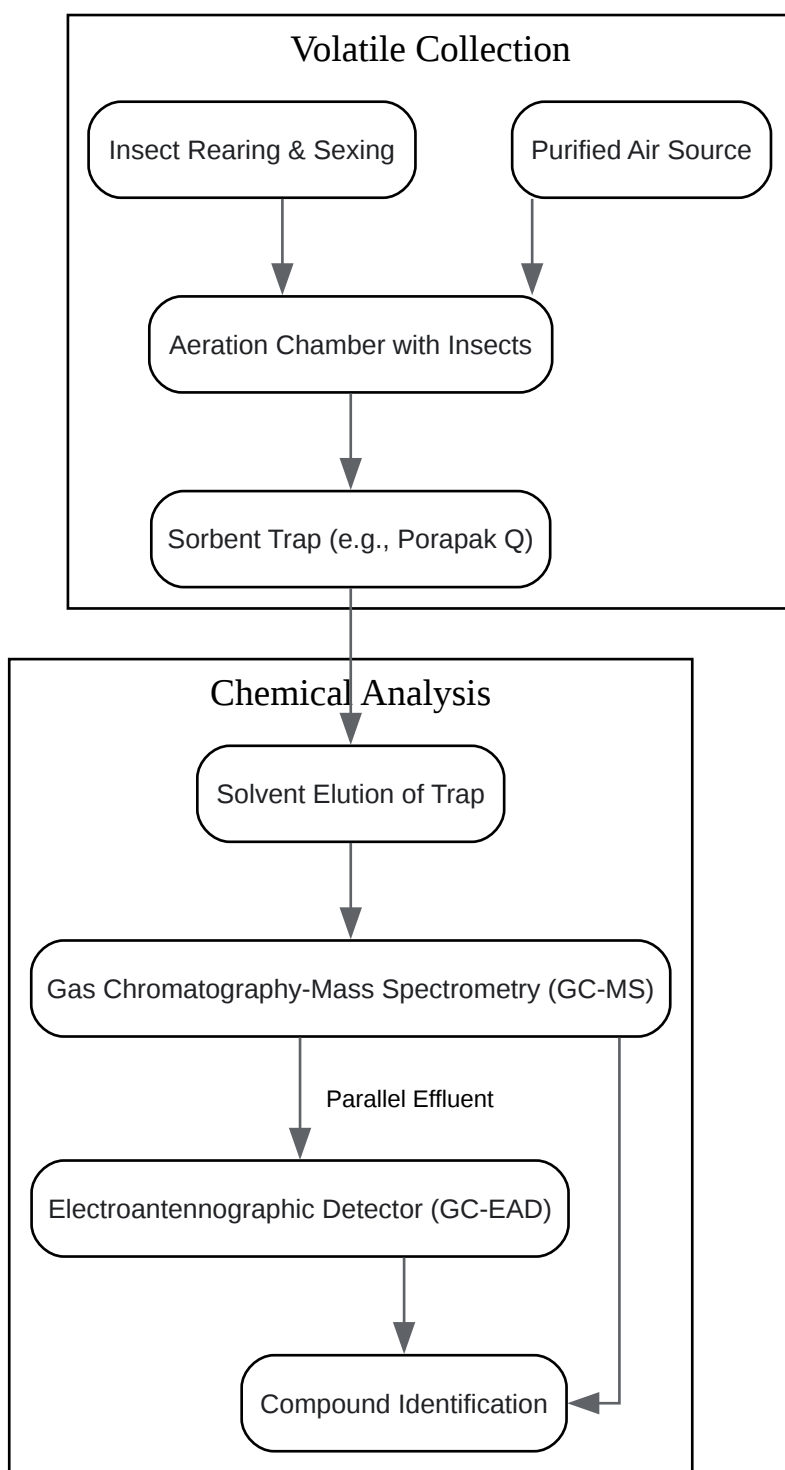 Volatile Collection
Insect Rearing & Sexing
Purified Air Source
Aeration Chamber with Insects
Sorbent Trap (e.g., Porapak Q)
Chemical Analysis
Solvent Elution of Trap
Gas Chromatography-Mass Spectrometry (GC-MS)
Parallel Effluent
Electroantennographic Detector (GC-EAD)
Compound Identification